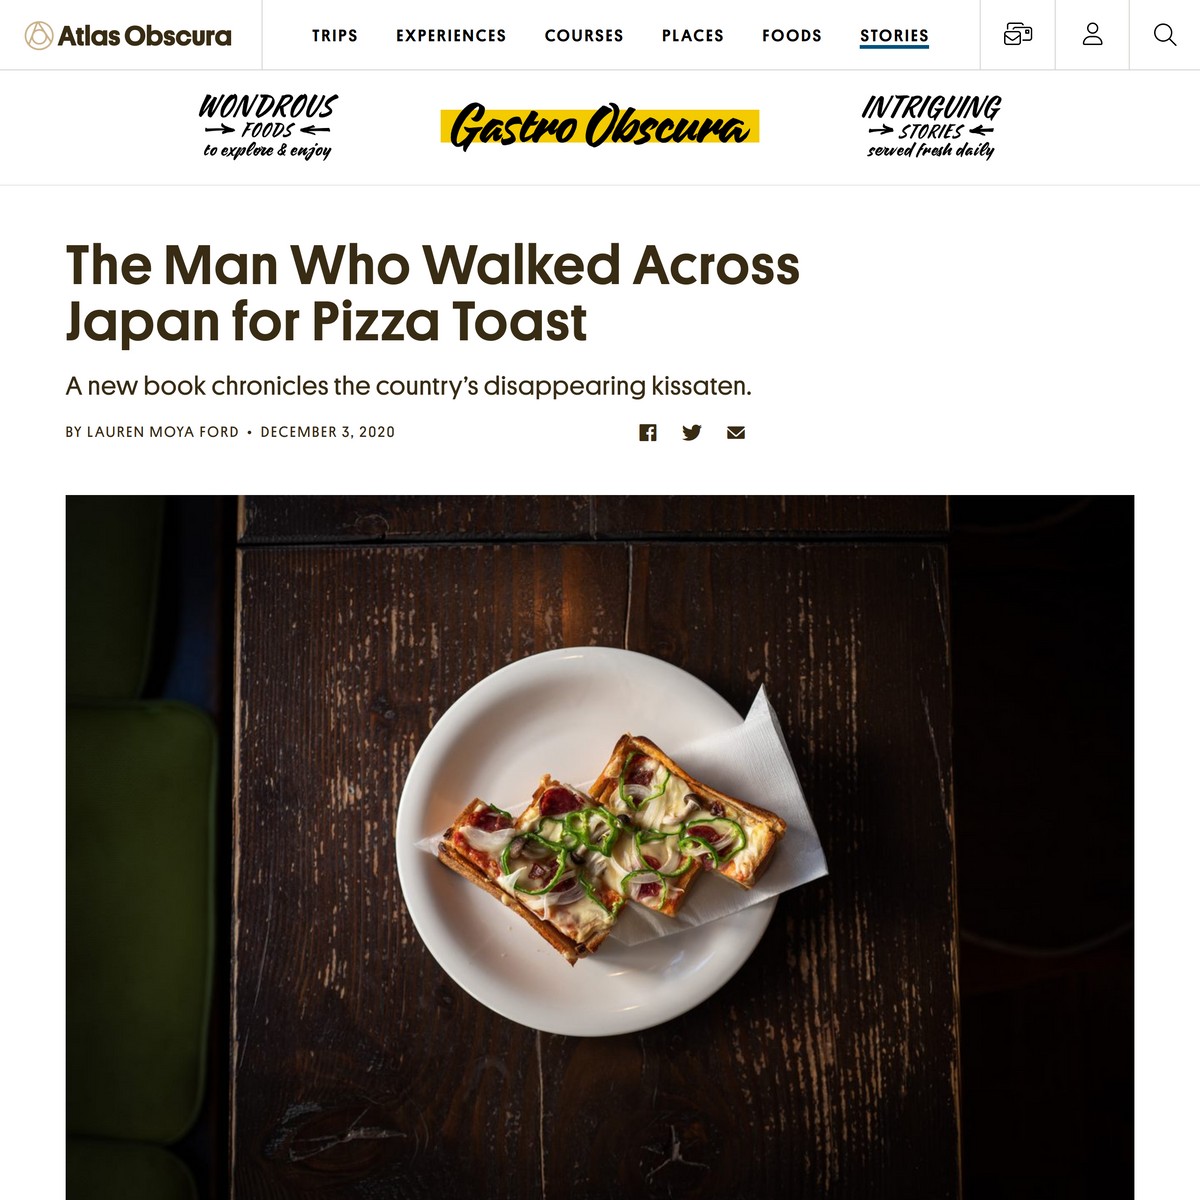 Atlas Obscura
TRIPS EXPERIENCES COURSES PLACES FOODS STORIES
WONDROUS
FOODS
to explore & enjoy
Gastro Obscura
INTRIGUING
STORIES
served fresh daily
The Man Who Walked Across
Japan for Pizza Toast
A new book chronicles the country’s disappearing kissaten.
BY LAUREN MOYA FORD • DECEMBER 3, 2020